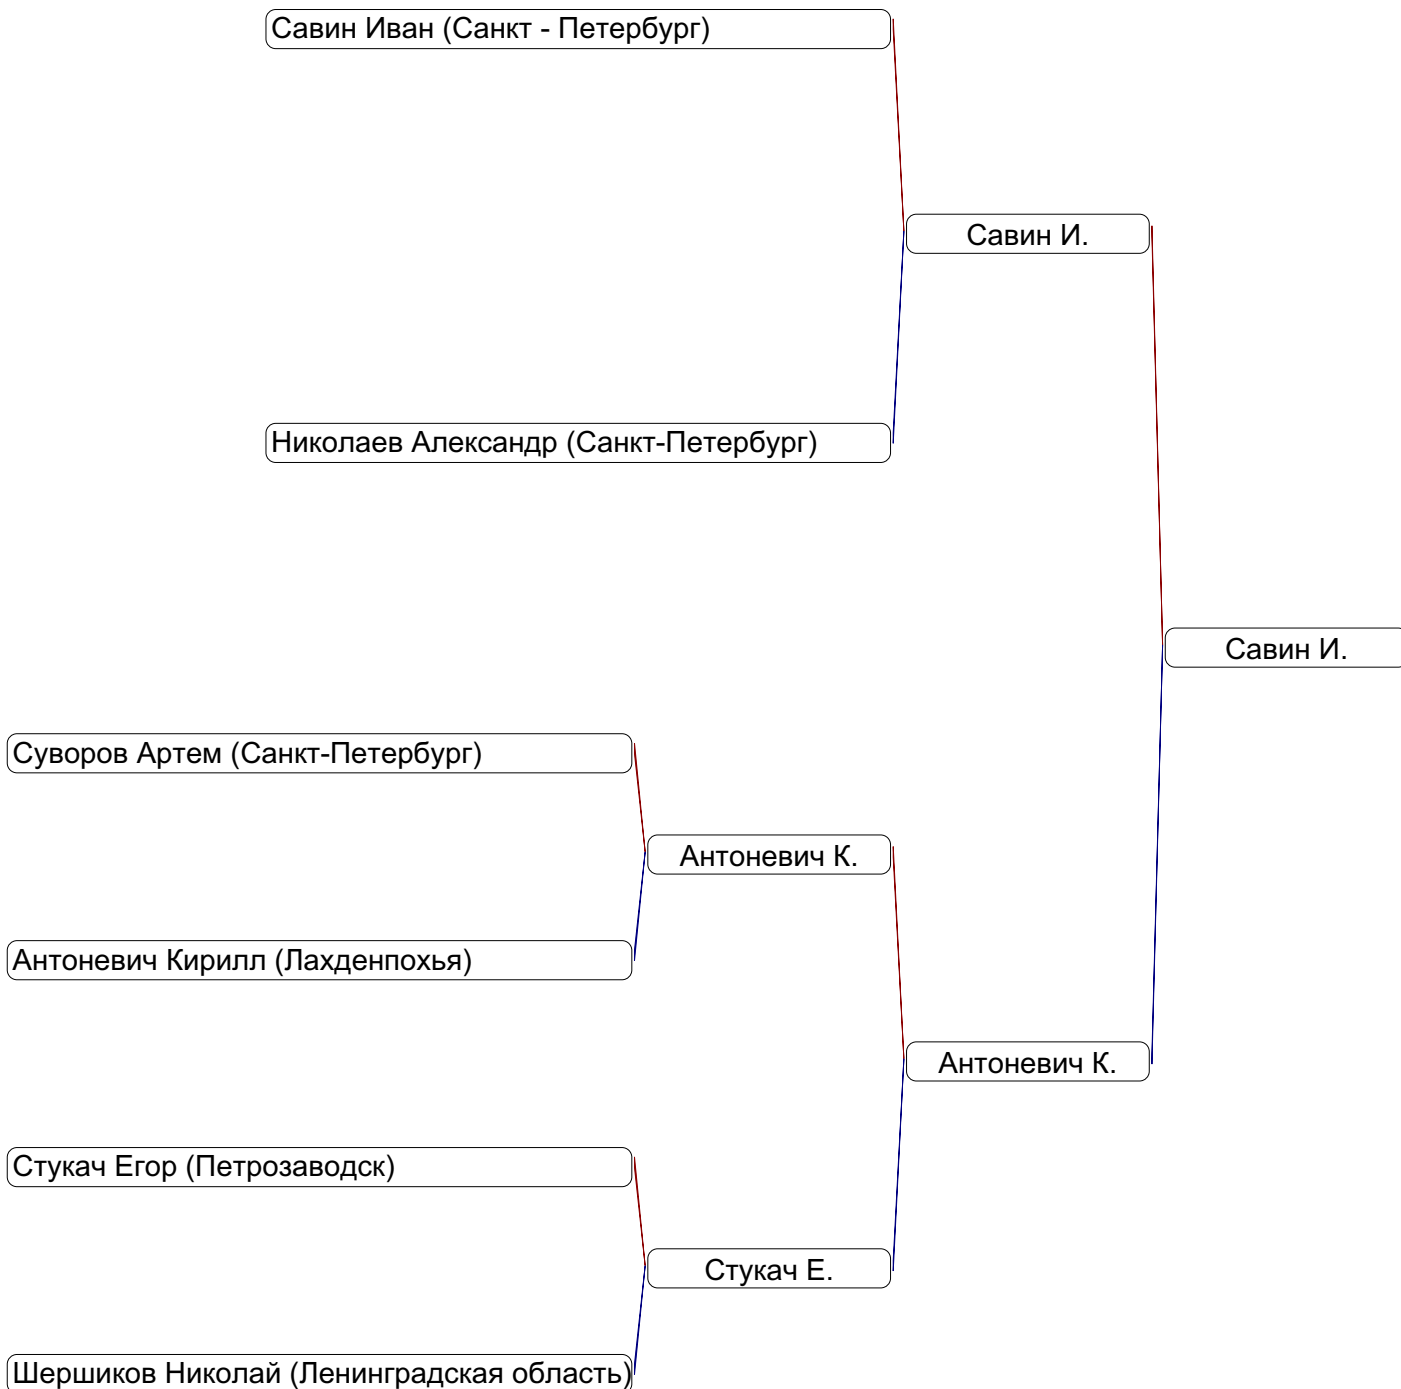 Савин Иван (Санкт - Петербург)
Савин И.
Николаев Александр (Санкт-Петербург)
Савин И.
Суворов Артем (Санкт-Петербург)
Антоневич К.
Антоневич Кирилл (Лахденпохья)
Антоневич К.
Стукач Егор (Петрозаводск)
Стукач Е.
Шершиков Николай (Ленинградская область)